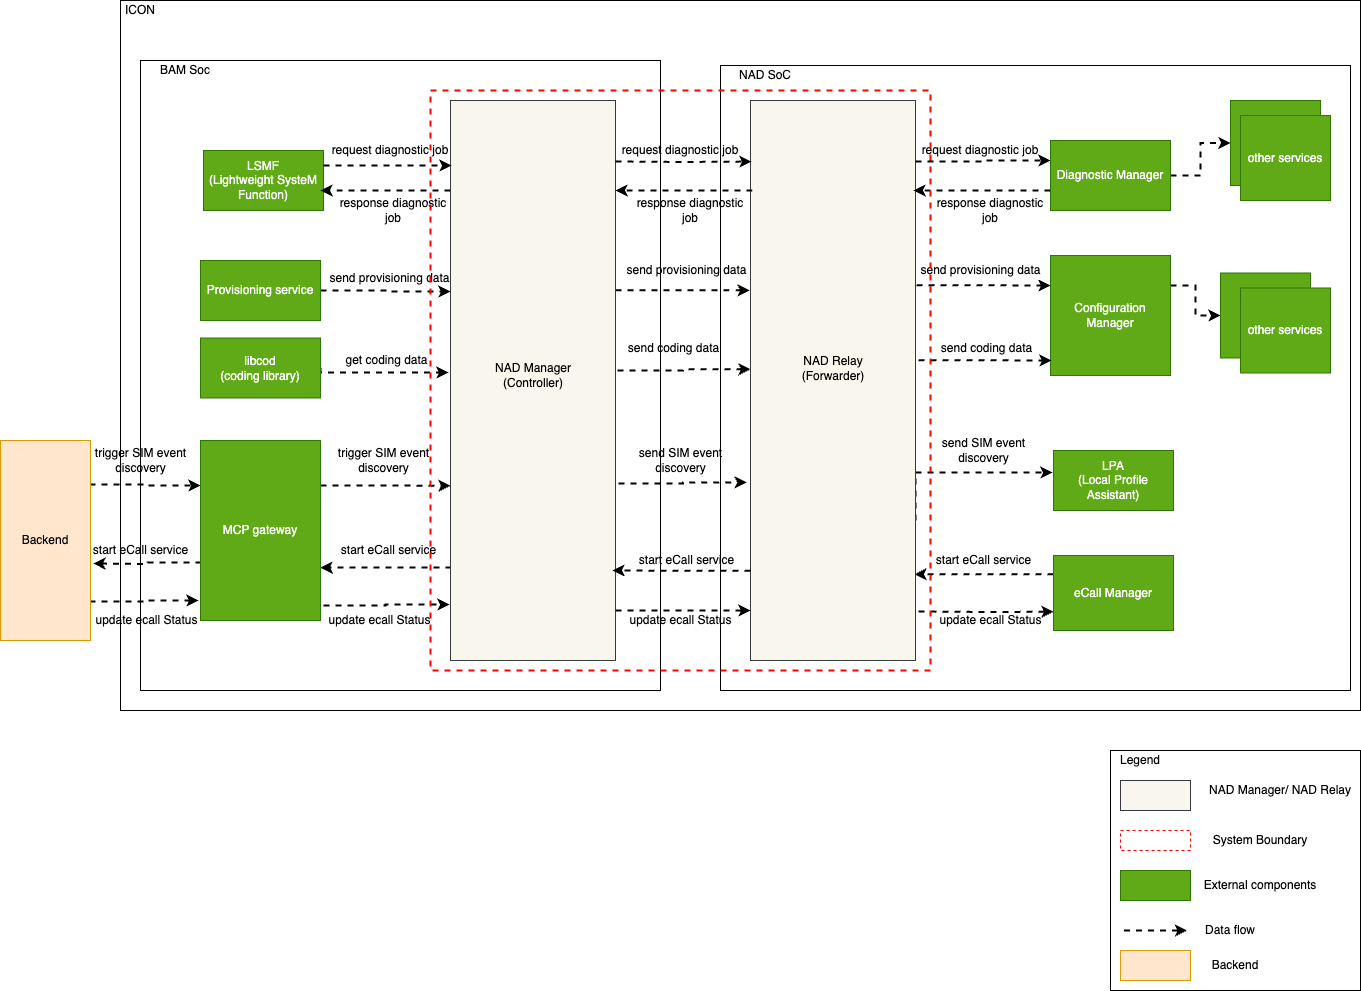 ICON
BAM Soc
NAD SoC
LSMF
(Lightweight SysteM
Function)
request diagnostic job
response diagnostic
job
request diagnostic job
response diagnostic
job
request diagnostic job
response diagnostic
job
Diagnostic Manager
other services
Provisioning service
send provisioning data
send provisioning data
send provisioning data
Configuration
Manager
other services
libcod
(coding library)
get coding data
NAD Manager
(Controller)
send coding data
NAD Relay
(Forwarder)
send coding data
Backend
trigger SIM event
discovery
MCP gateway
trigger SIM event
discovery
send SIM event
discovery
send SIM event
discovery
LPA
(Local Profile
Assistant)
start eCall service
start eCall service
start eCall service
start eCall service
eCall Manager
update ecall Status
update ecall Status
update ecall Status
update ecall Status
Legend
NAD Manager/ NAD Relay
System Boundary
External components
Data flow
Backend